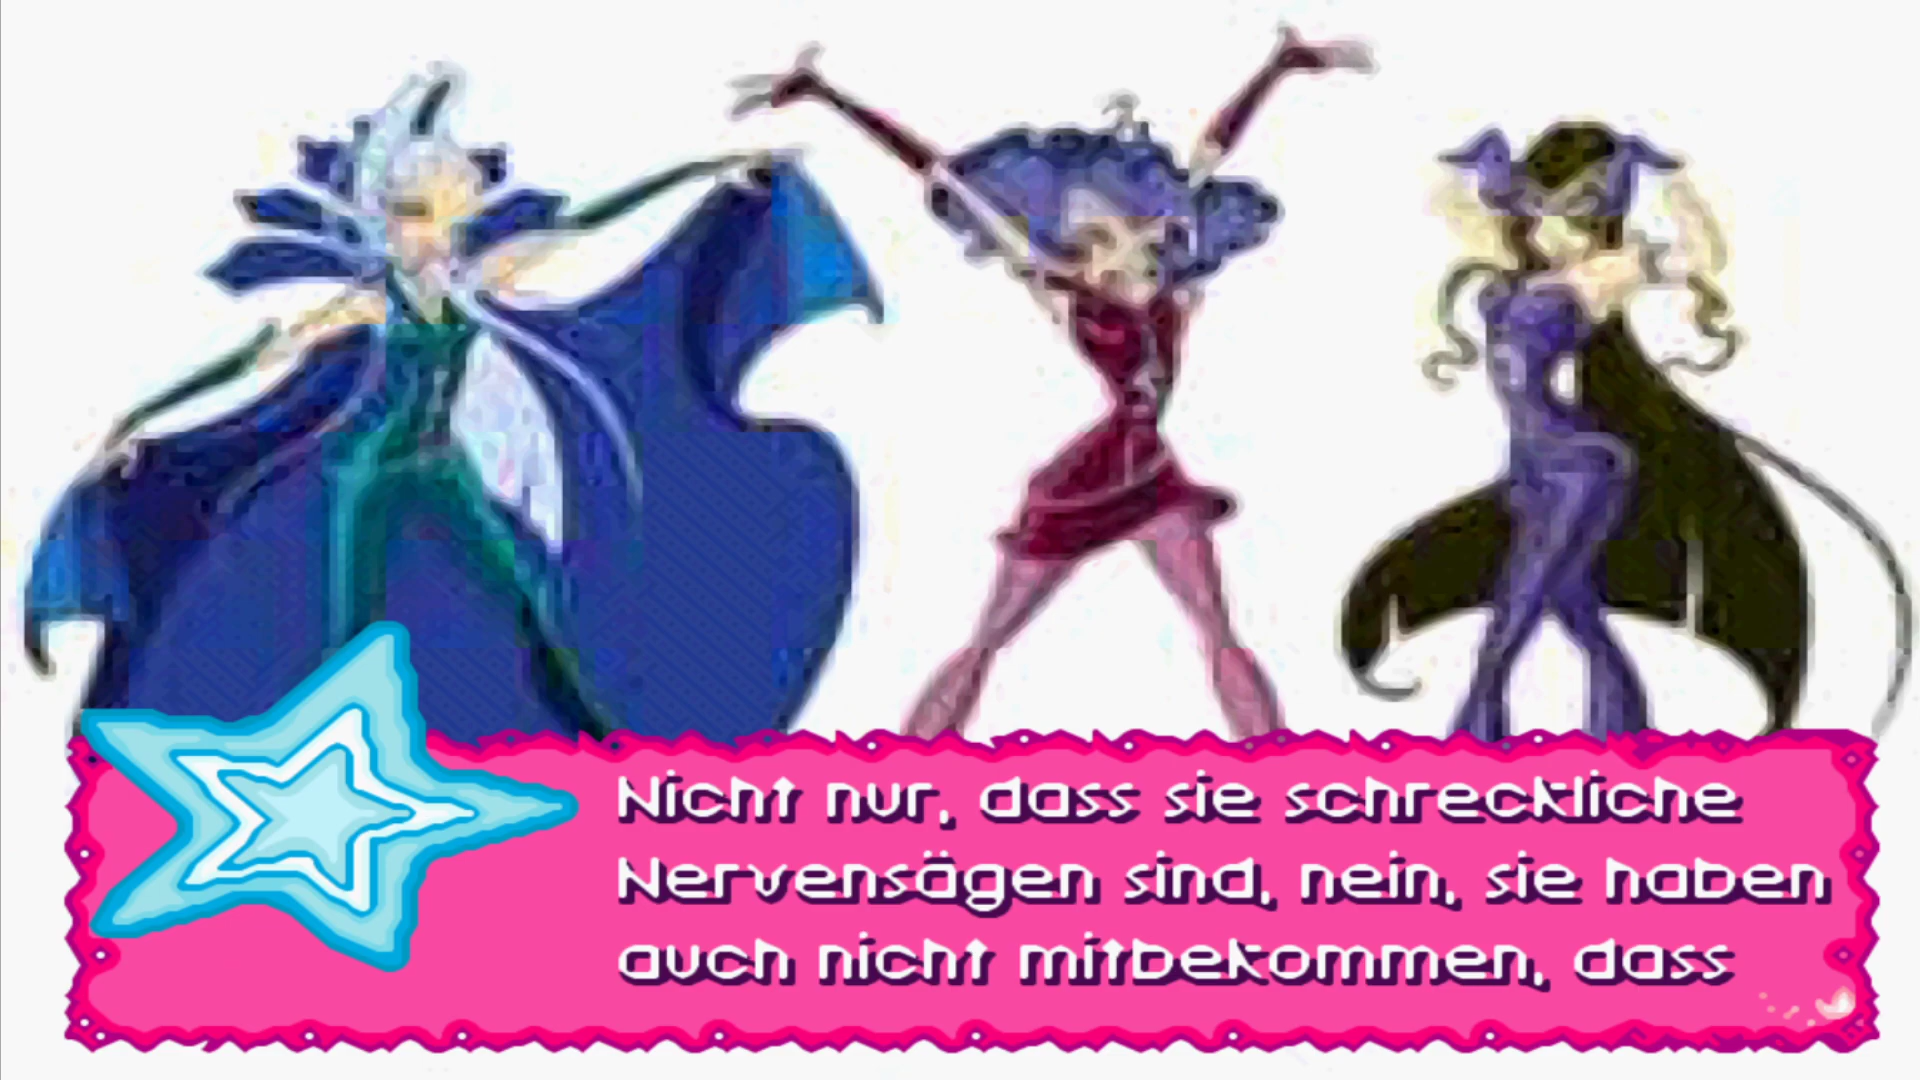 Nicht nur, dass sie schreckliche
Nervensägen sind, nein, sie haben
auch nicht mitbekommen, dass